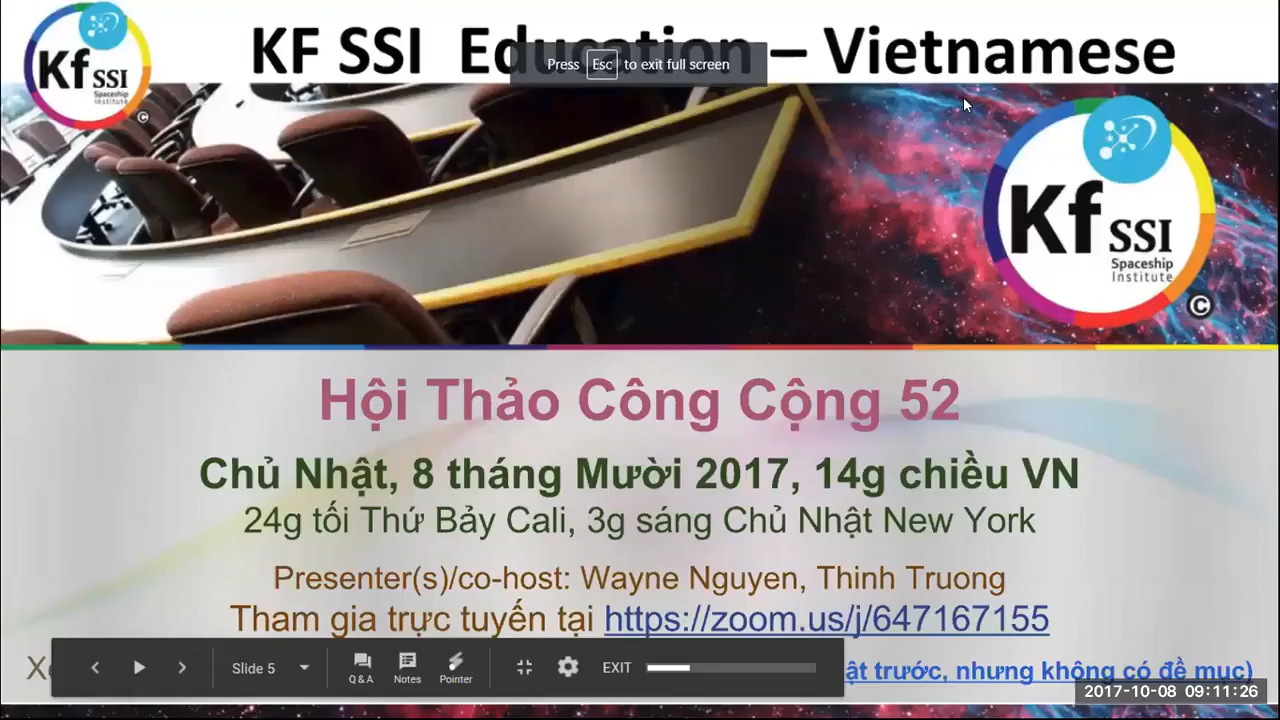 KF SSI Education – Vietnamese
Press Esc to exit full screen
Kf SSI
Spaceship
Institute
©
Kf SSI
Spaceship
Institute
©
Hội Thảo Công Cộng 52
Chủ Nhật, 8 tháng Mười 2017, 14g chiều VN
24g tối Thứ Bảy Cali, 3g sáng Chủ Nhật New York
Presenter(s)/co-host: Wayne Nguyen, Thinh Truong
Tham gia trực tuyến tại https://zoom.us/j/647167155
trước, nhưng không có đề mục)
Slide 5
Q & A
Notes
Pointer
EXIT
2017-10-08 09:11:26